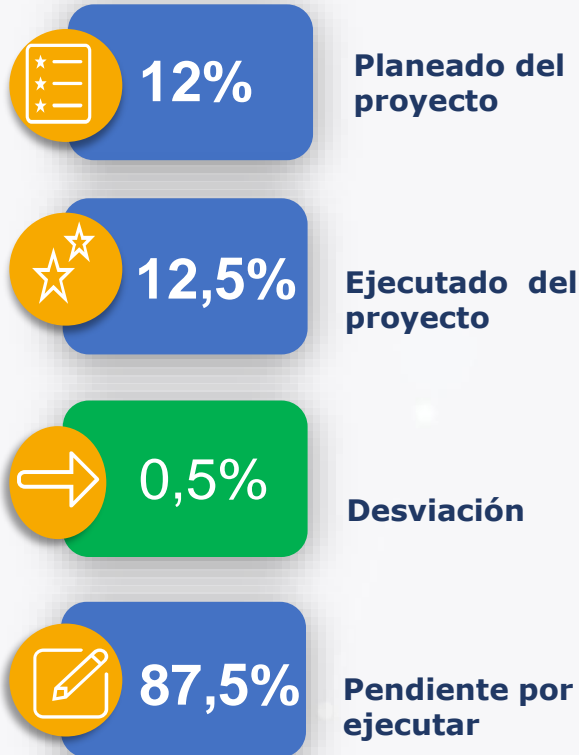 12%
Planeado del
proyecto
12,5%
Ejecutado del
proyecto
0,5%
Desviación
87,5%
Pendiente por
ejecutar